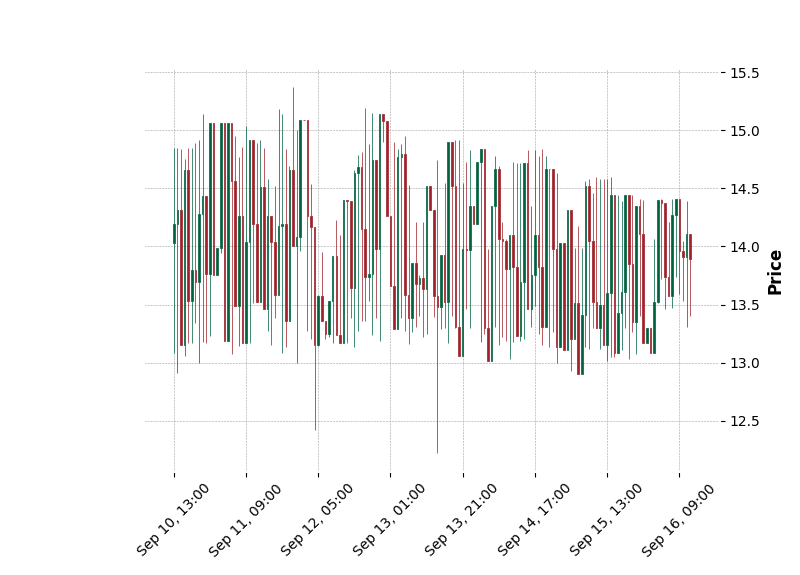 15.5
15.0
14.5
14.0
13.5
13.0
12.5
Price
Sep 10, 13:00
Sep 11, 09:00
Sep 12, 05:00
Sep 13, 01:00
Sep 13, 21:00
Sep 14, 17:00
Sep 15, 13:00
Sep 16, 09:00